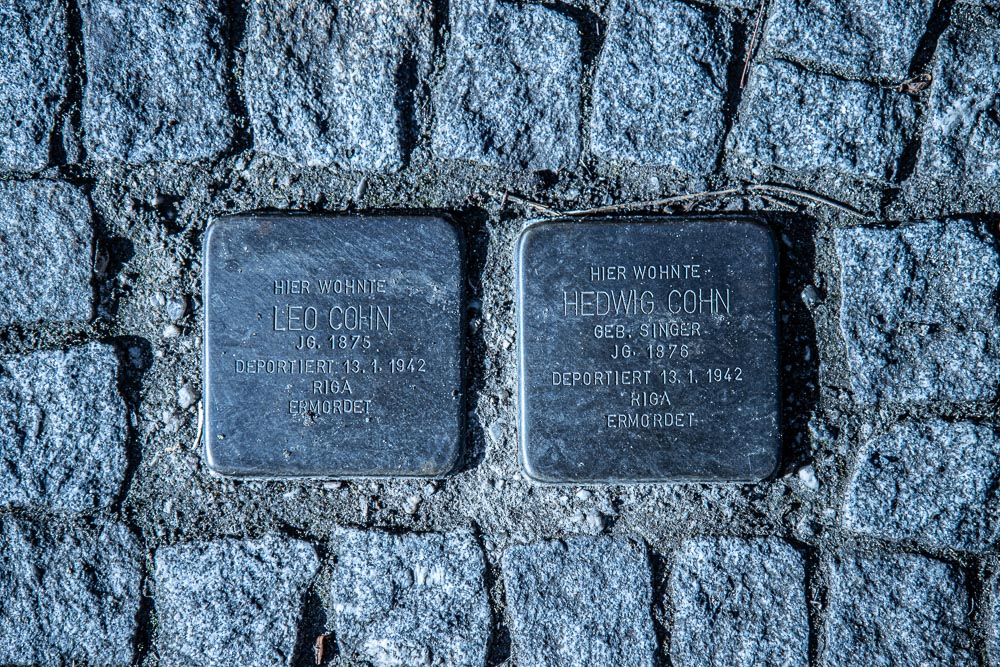 HIER WOHNTE
LEO COHN
JG. 1875
DEPORTIERT 13. 1. 1942
RIGA
ERMORDET
HIER WOHNTE
HEDWIG COHN
GEB. SINGER
JG. 1876
DEPORTIERT 13. 1. 1942
RIGA
ERMORDET